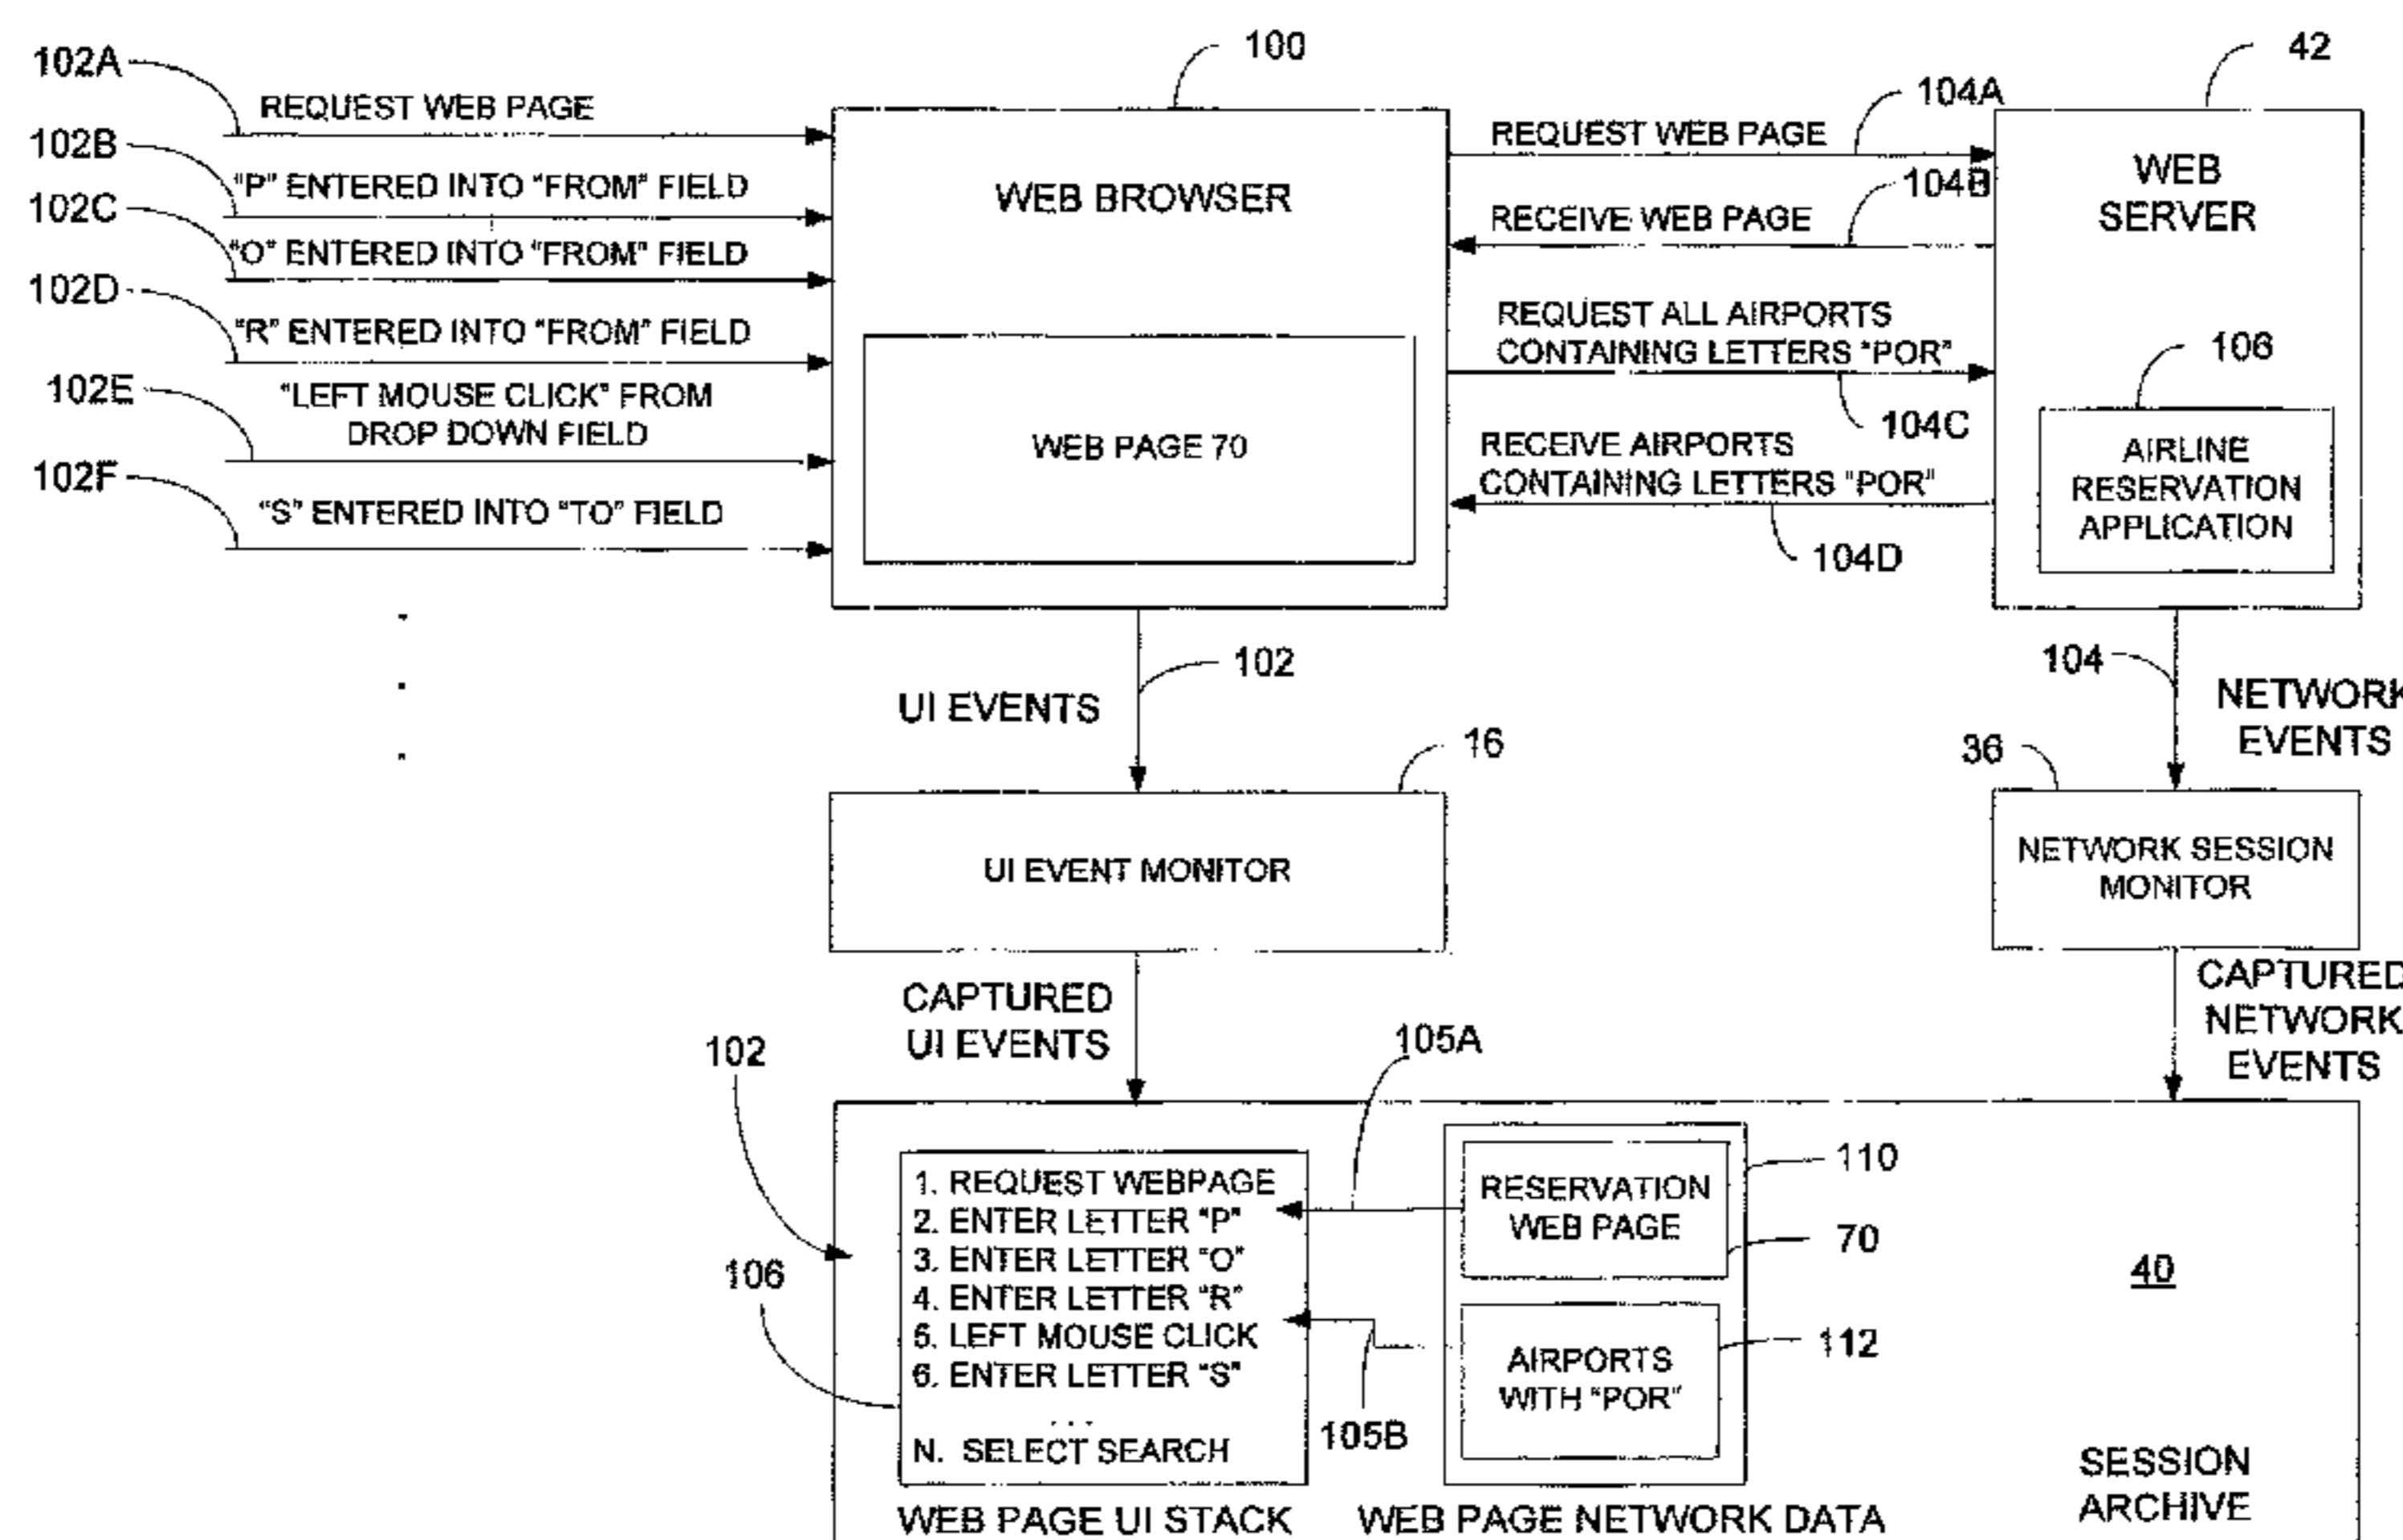 102A
REQUEST WEB PAGE
102B
"P" ENTERED INTO "FROM" FIELD
102C
"O" ENTERED INTO "FROM" FIELD
102D
"R" ENTERED INTO "FROM" FIELD
102E
"LEFT MOUSE CLICK" FROM
DROP DOWN FIELD
102F
"S" ENTERED INTO "TO" FIELD
100
WEB BROWSER
WEB PAGE 70
REQUEST WEB PAGE
104A
RECEIVE WEB PAGE
104B
REQUEST ALL AIRPORTS
CONTAINING LETTERS "POR"
104C
RECEIVE AIRPORTS
CONTAINING LETTERS "POR"
104D
42
WEB
SERVER
106
AIRLINE
RESERVATION
APPLICATION
UI EVENTS
102
104
NETWORK
EVENTS
16
UI EVENT MONITOR
36
NETWORK SESSION
MONITOR
CAPTURED
UI EVENTS
CAPTURED
NETWORK
EVENTS
102
106
1. REQUEST WEBPAGE
2. ENTER LETTER "P"
3. ENTER LETTER "O"
4. ENTER LETTER "R"
5. LEFT MOUSE CLICK
6. ENTER LETTER "S"
...
N. SELECT SEARCH
WEB PAGE UI STACK
105A
105B
RESERVATION
WEB PAGE
110
70
AIRPORTS
WITH "POR"
112
WEB PAGE NETWORK DATA
40
SESSION
ARCHIVE